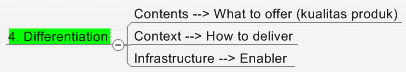 Contents --> What to offer (kualitas produk)
4. Differentiation
Context --> How to deliver
Infrastructure --> Enabler